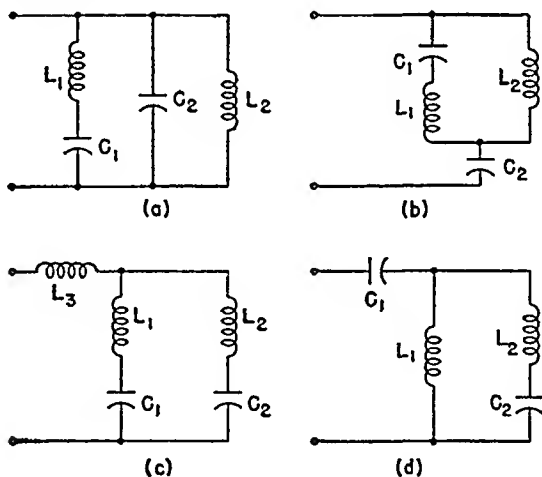 L₁
C₁
C₂
L₂
(a)
C₁
L₁
L₂
C₂
(b)
L₃
L₁
C₁
L₂
C₂
(c)
C₁
L₁
L₂
C₂
(d)